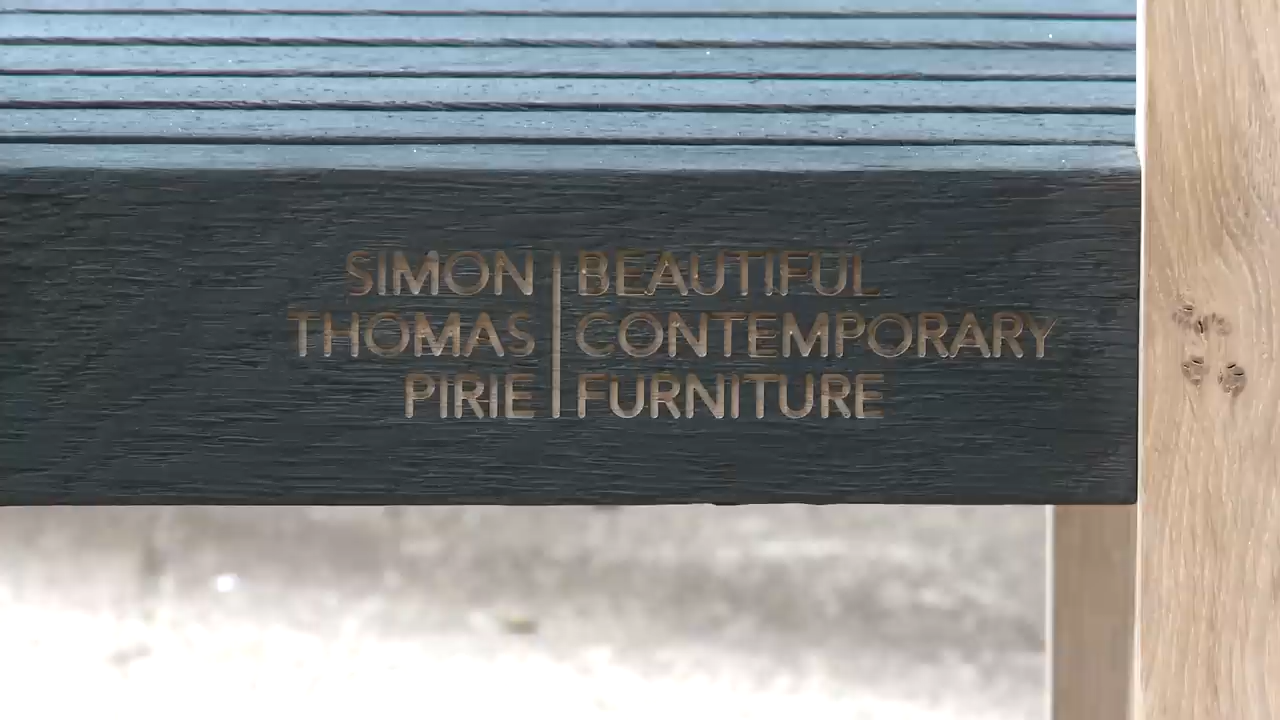 SIMON | BEAUTIFUL
THOMAS | CONTEMPORARY
PIRIE | FURNITURE